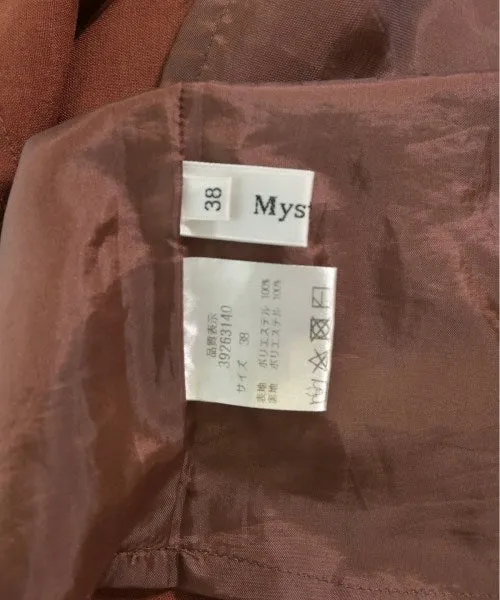 38
Myst
品質表示
39263140
サイズ 38
表地 ポリエステル 100%
裏地 ポリエステル 100%